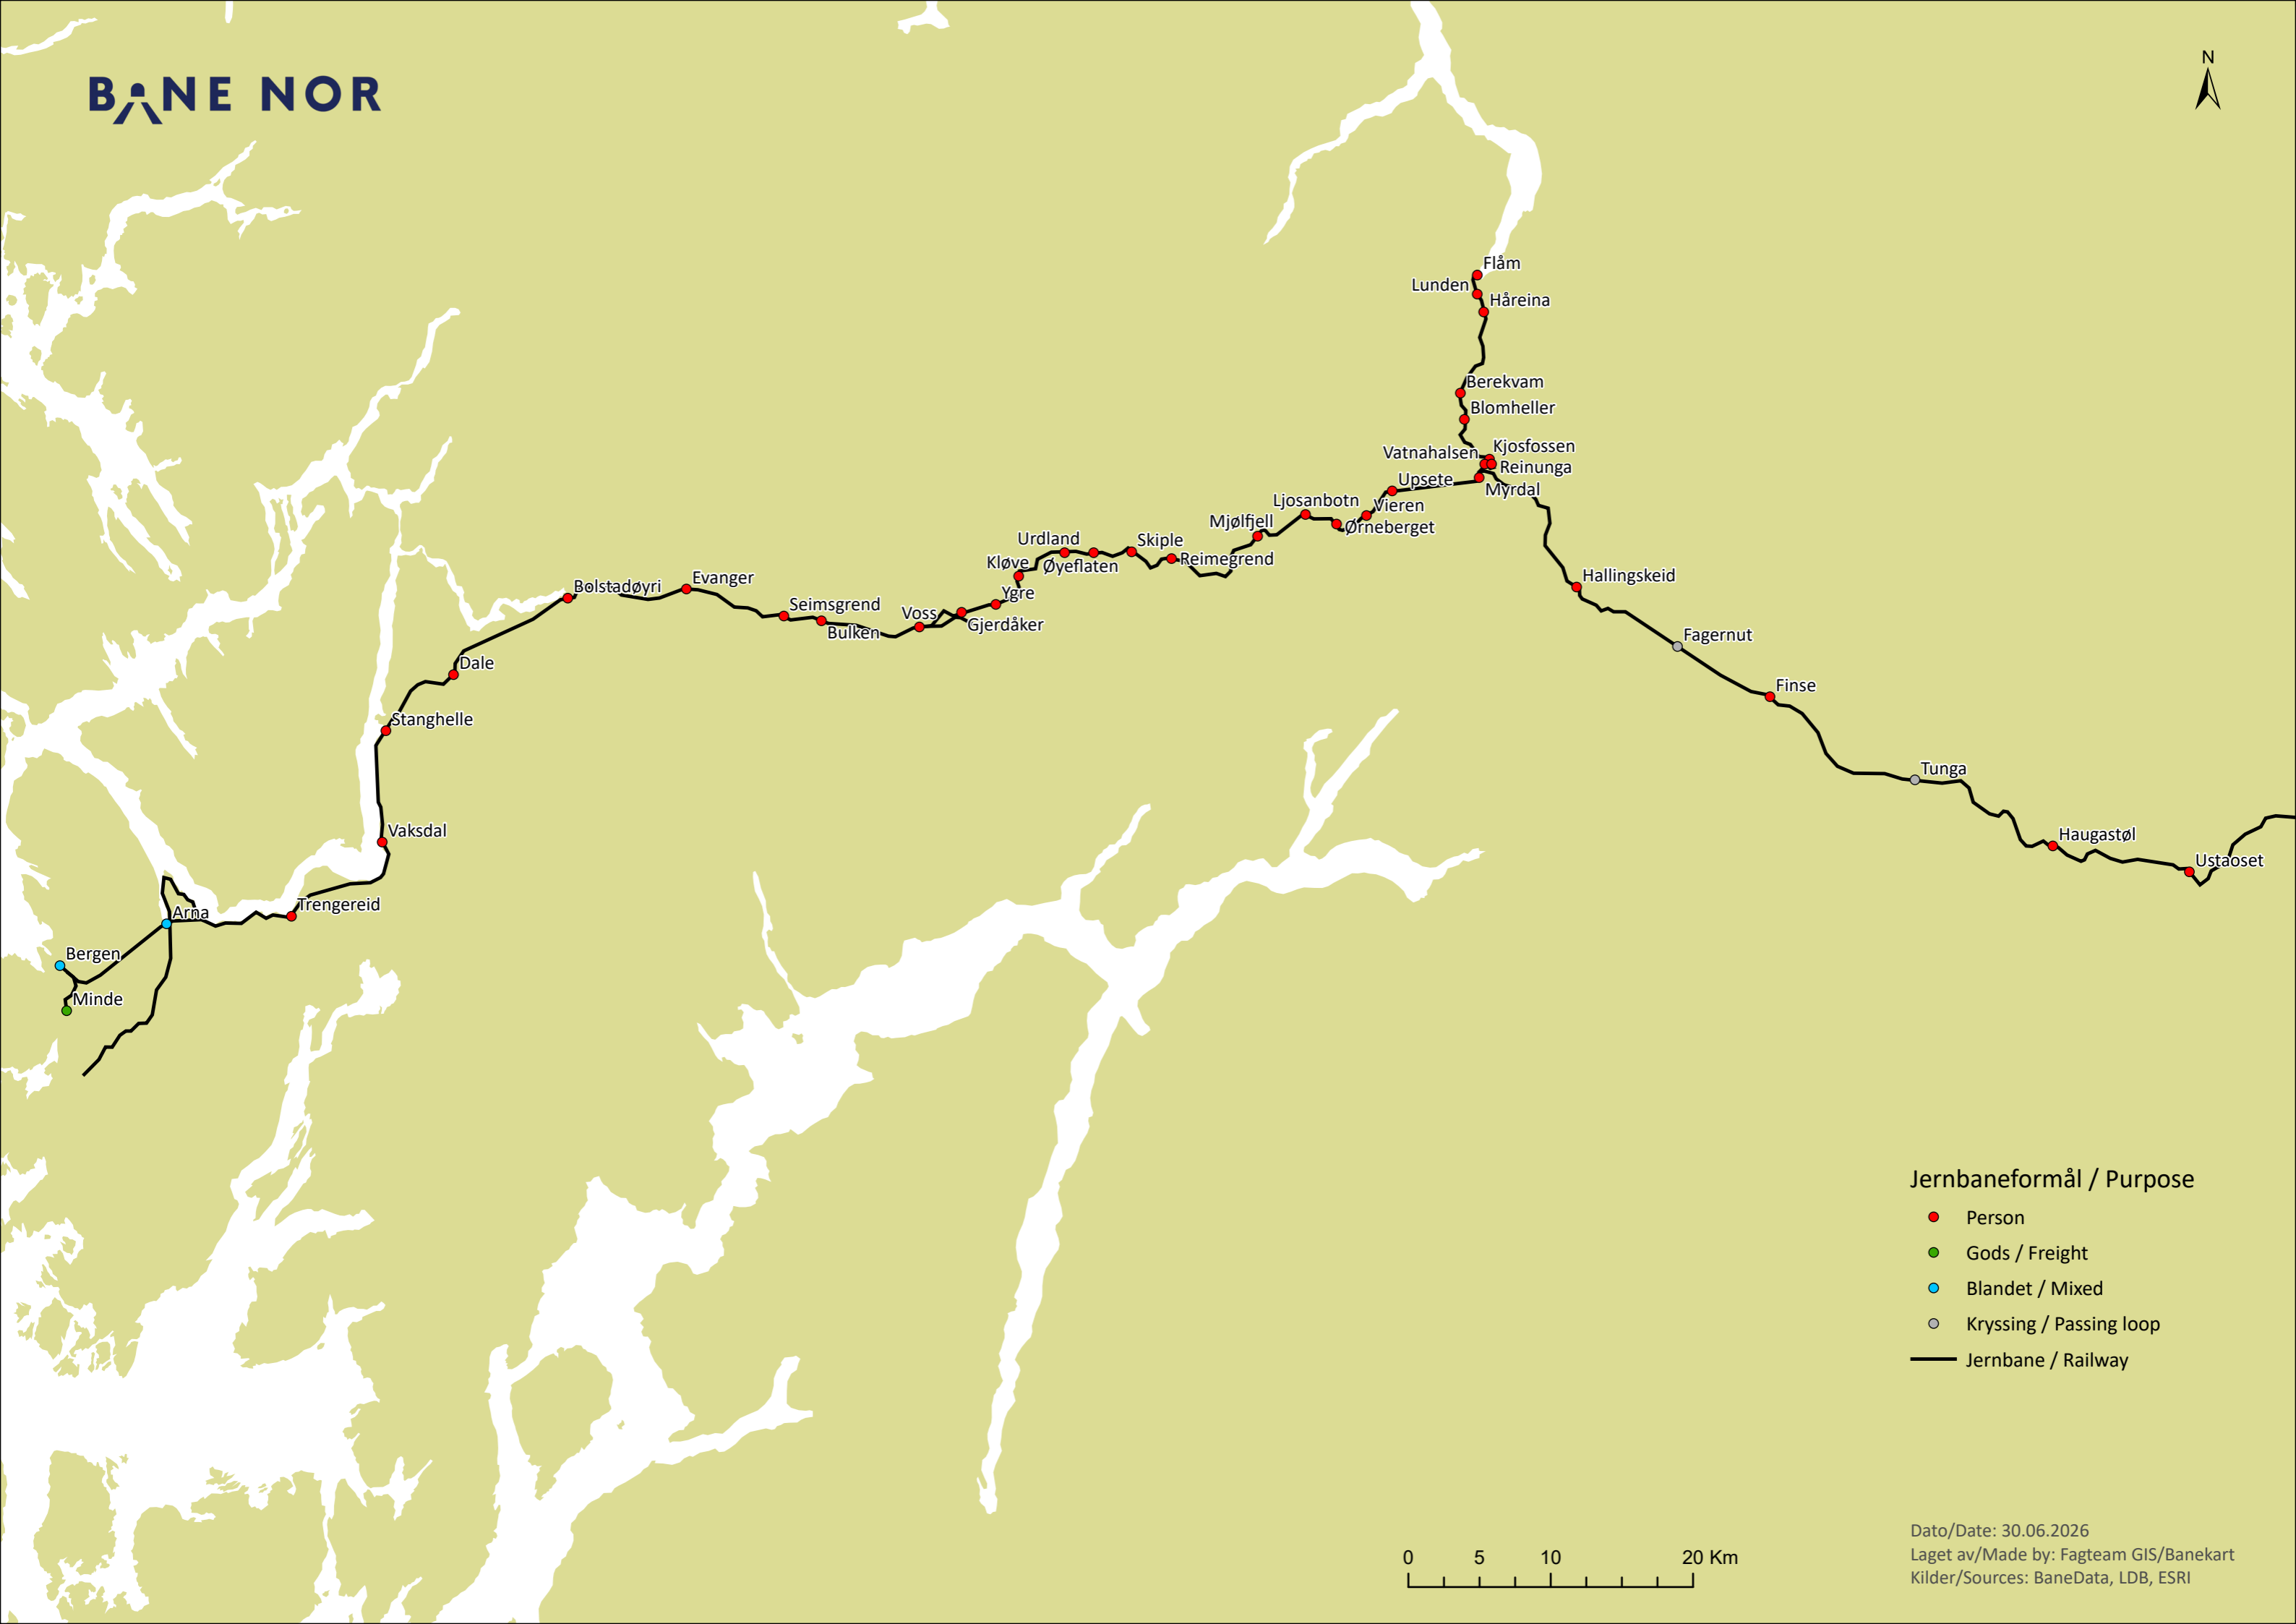 BANE NOR
N
Flåm
Lunden
Håreina
Berekvam
Blomheller
Kjosfossen
Vatnahalsen
Reinunga
Upsete
Myrdal
Ljosanbotn
Vieren
Mjølfjell
Ørneberget
Urdland
Skiple
Kløve
Øyeflaten
Reimegrend
Hallingskeid
Bolstadøyri
Evanger
Ygre
Seimsgrend
Voss
Gjerdåker
Bulken
Fagernut
Dale
Finse
Stanghelle
Tunga
Vaksdal
Haugastøl
Ustaoset
Trengereid
Arna
Bergen
Minde
Jernbaneformål / Purpose
Person
Gods / Freight
Blandet / Mixed
Kryssing / Passing loop
Jernbane / Railway
0 5 10 20 Km
Dato/Date: 30.06.2026
Laget av/Made by: Fagteam GIS/Banekart
Kilder/Sources: BaneData, LDB, ESRI